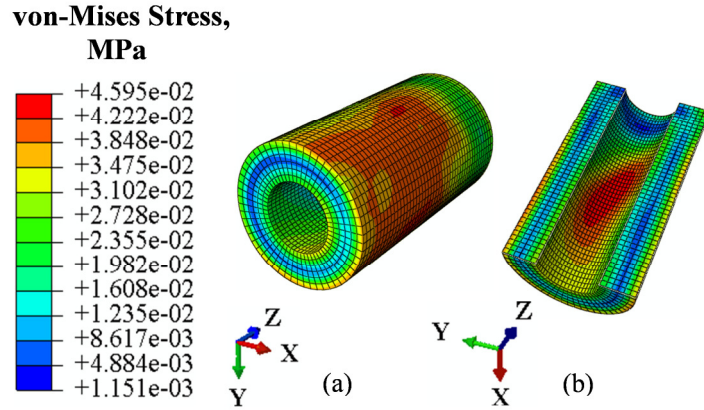 von-Mises Stress,
MPa
+4.595e-02
+4.222e-02
+3.848e-02
+3.475e-02
+3.102e-02
+2.728e-02
+2.355e-02
+1.982e-02
+1.608e-02
+1.235e-02
+8.617e-03
+4.884e-03
+1.151e-03
Z
X
Y
(a)
Z
Y
X
(b)